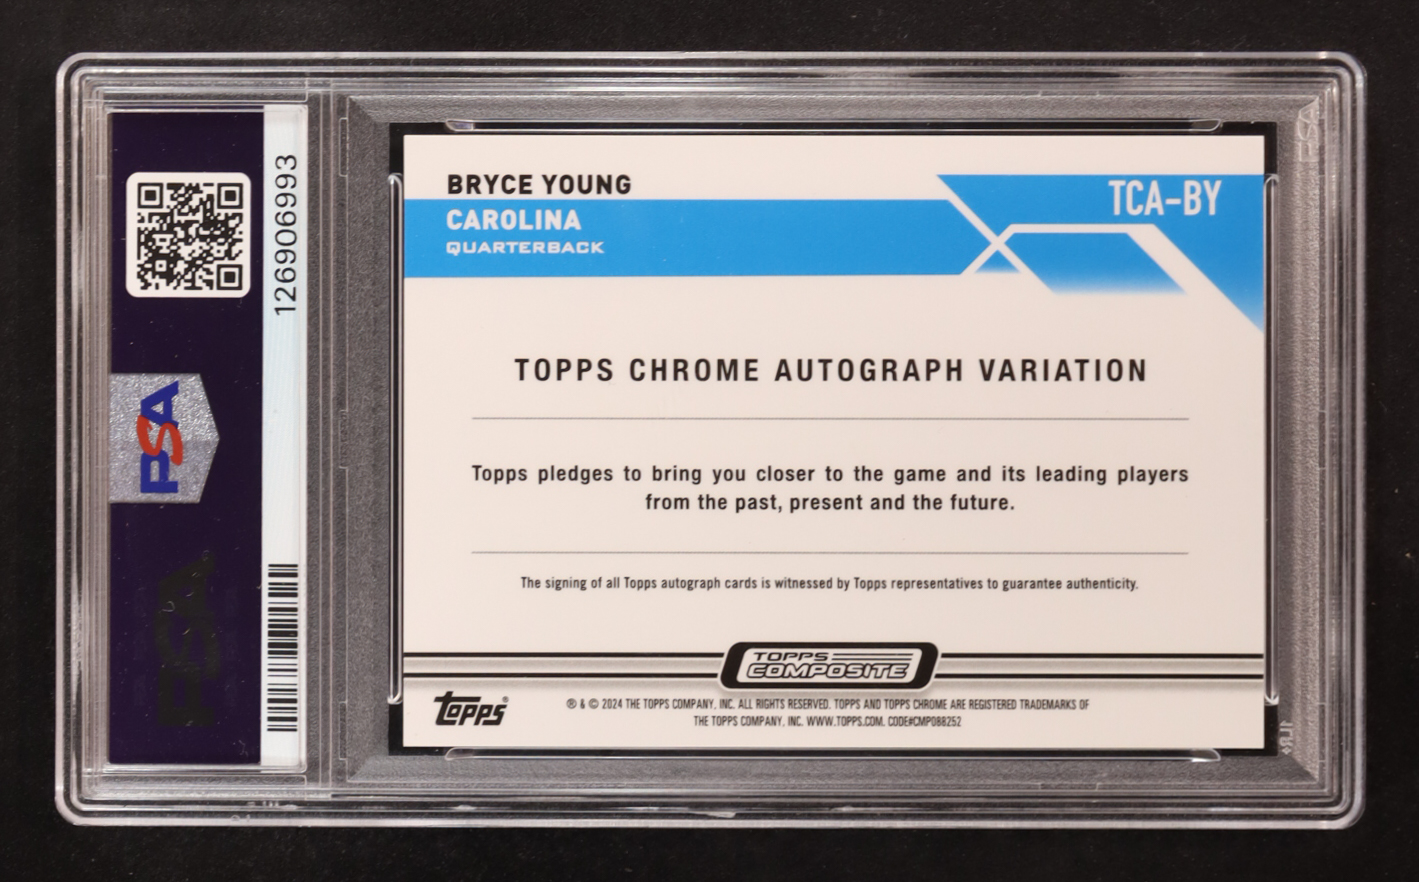 BRYCE YOUNG
CAROLINA
QUARTERBACK
TCA-BY
TOPPS CHROME AUTOGRAPH VARIATION
Topps pledges to bring you closer to the game and its leading players
from the past, present and the future.
The signing of all Topps autograph cards is witnessed by Topps representatives to guarantee authenticity.
TOPPS
COMPOSITE
Topps®
® & © 2024 THE TOPPS COMPANY, INC. ALL RIGHTS RESERVED. TOPPS AND TOPPS CHROME ARE REGISTERED TRADEMARKS OF
THE TOPPS COMPANY, INC. WWW.TOPPS.COM. CODE#CMP088252
126906993
PSA
PSA
PSA